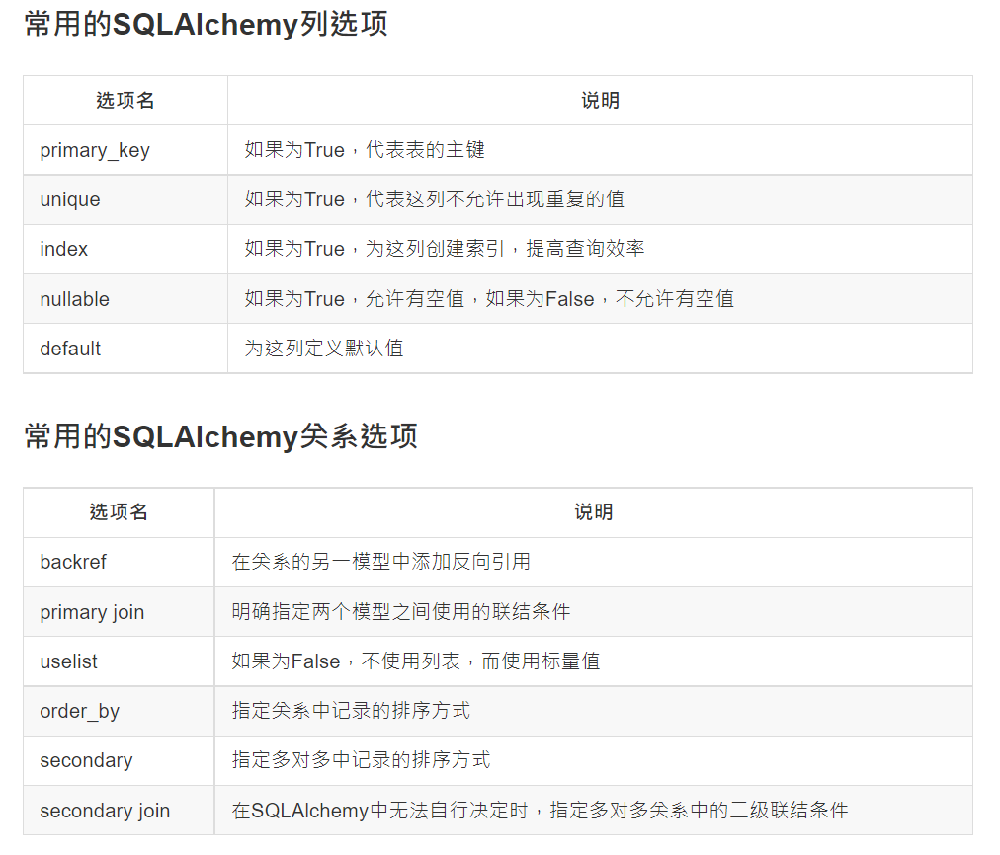 常用的SQLAlchemy列选项
选项名 说明
primary_key 如果为True，代表表的主键
unique 如果为True，代表这列不允许出现重复的值
index 如果为True，为这列创建索引，提高查询效率
nullable 如果为True，允许有空值，如果为False，不允许有空值
default 为这列定义默认值
常用的SQLAlchemy关系选项
选项名 说明
backref 在关系的另一模型中添加反向引用
primary join 明确指定两个模型之间使用的联结条件
uselist 如果为False，不使用列表，而使用标量值
order_by 指定关系中记录的排序方式
secondary 指定多对多中记录的排序方式
secondary join 在SQLAlchemy中无法自行决定时，指定多对多关系中的二级联结条件